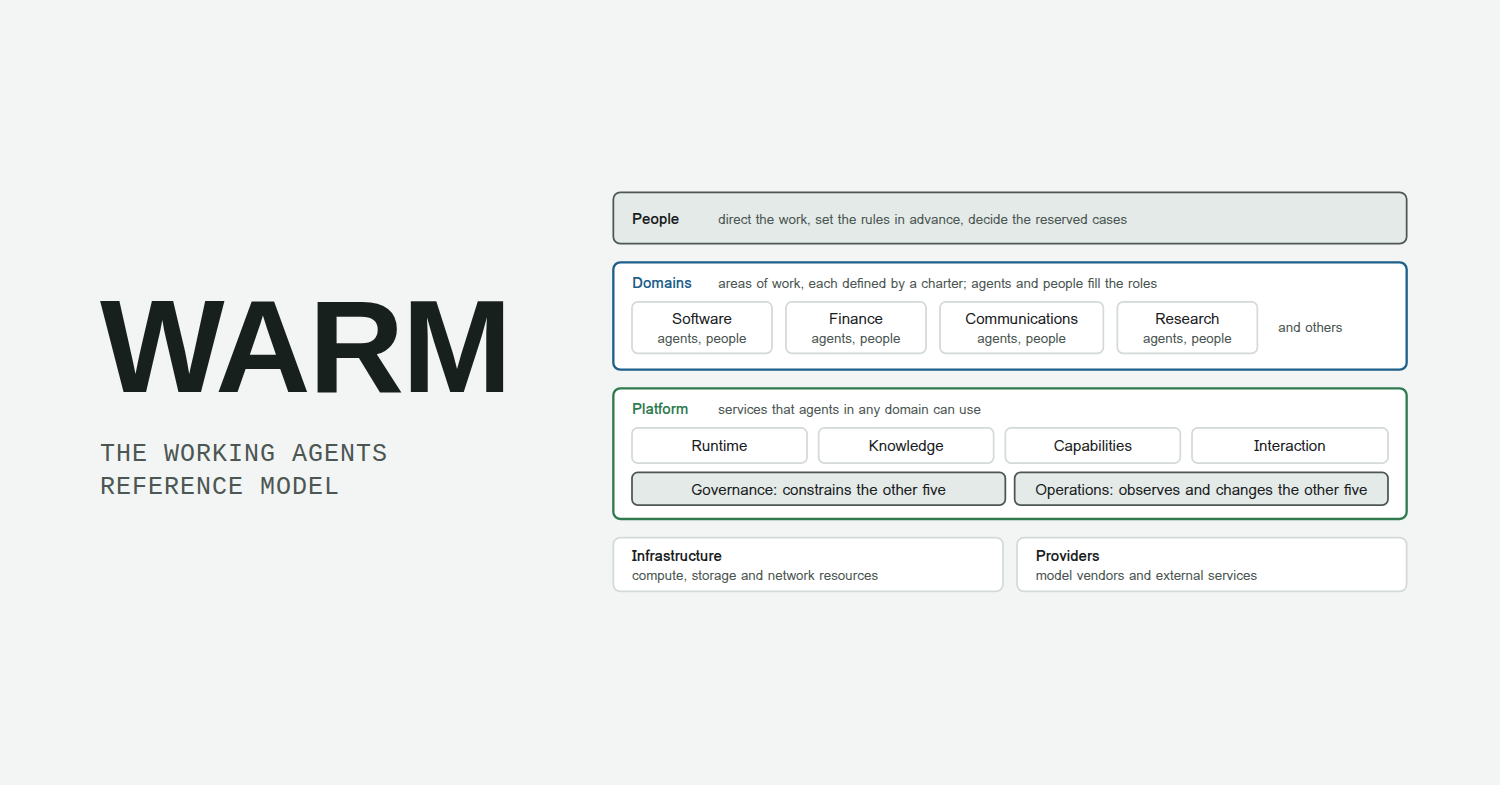 WARM
THE WORKING AGENTS
REFERENCE MODEL
People direct the work, set the rules in advance, decide the reserved cases
Domains areas of work, each defined by a charter; agents and people fill the roles
Software
agents, people
Finance
agents, people
Communications
agents, people
Research
agents, people
and others
Platform services that agents in any domain can use
Runtime
Knowledge
Capabilities
Interaction
Governance: constrains the other five
Operations: observes and changes the other five
Infrastructure
compute, storage and network resources
Providers
model vendors and external services